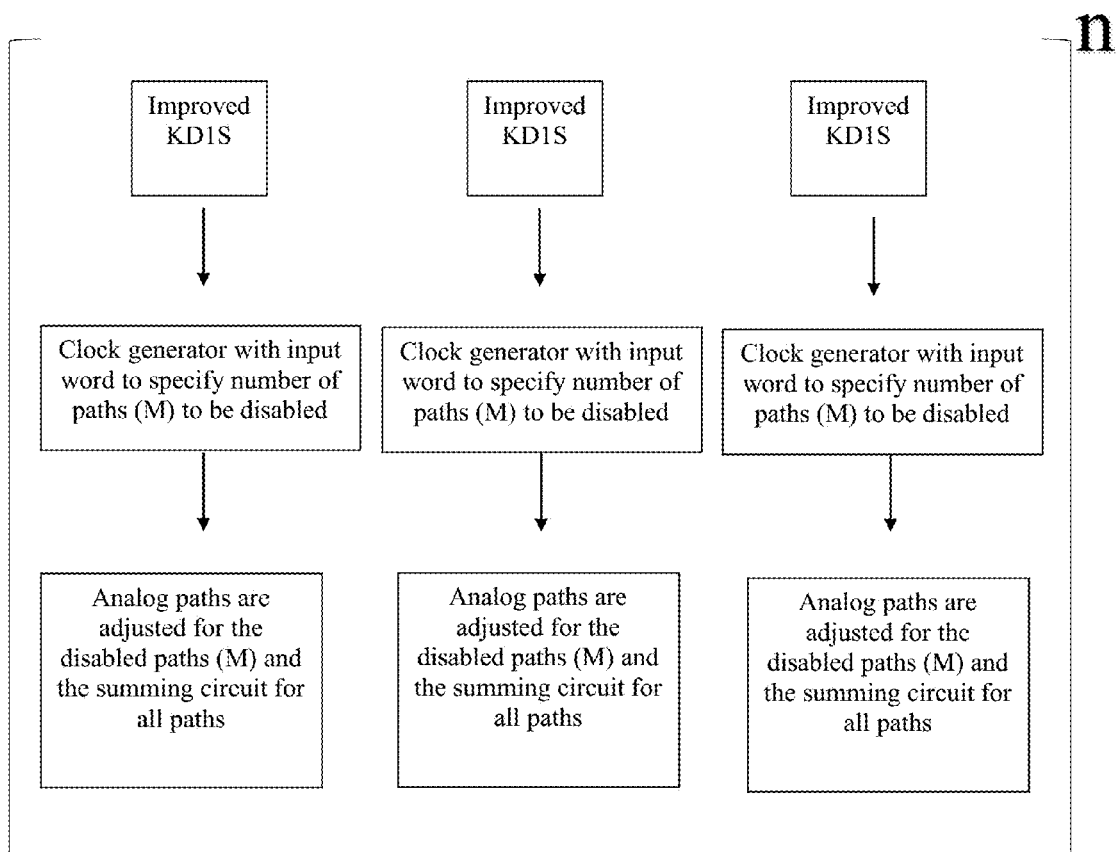 n
Improved
KD1S
Improved
KD1S
Improved
KD1S
Clock generator with input
word to specify number of
paths (M) to be disabled
Clock generator with input
word to specify number of
paths (M) to be disabled
Clock generator with input
word to specify number of
paths (M) to be disabled
Analog paths are
adjusted for the
disabled paths (M) and
the summing circuit for
all paths
Analog paths are
adjusted for the
disabled paths (M) and
the summing circuit for
all paths
Analog paths are
adjusted for the
disabled paths (M) and
the summing circuit for
all paths